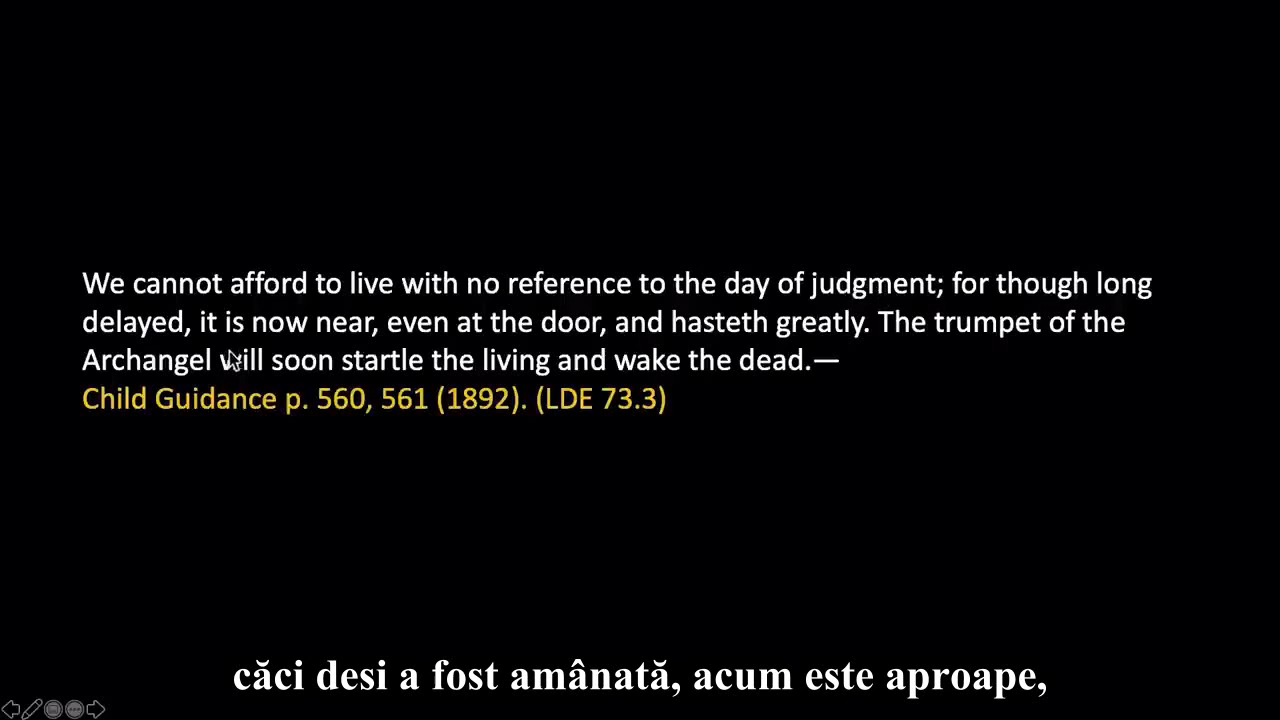 We cannot afford to live with no reference to the day of judgment; for though long
delayed, it is now near, even at the door, and hasteth greatly. The trumpet of the
Archangel will soon startle the living and wake the dead.—
Child Guidance p. 560, 561 (1892). (LDE 73.3)
căci desi a fost amânată, acum este aproape,